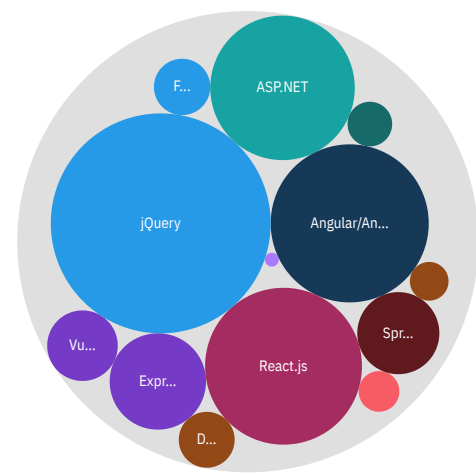 ASP.NET
F...
jQuery
Angular/An...
Spr...
Vu...
React.js
Expr...
D...